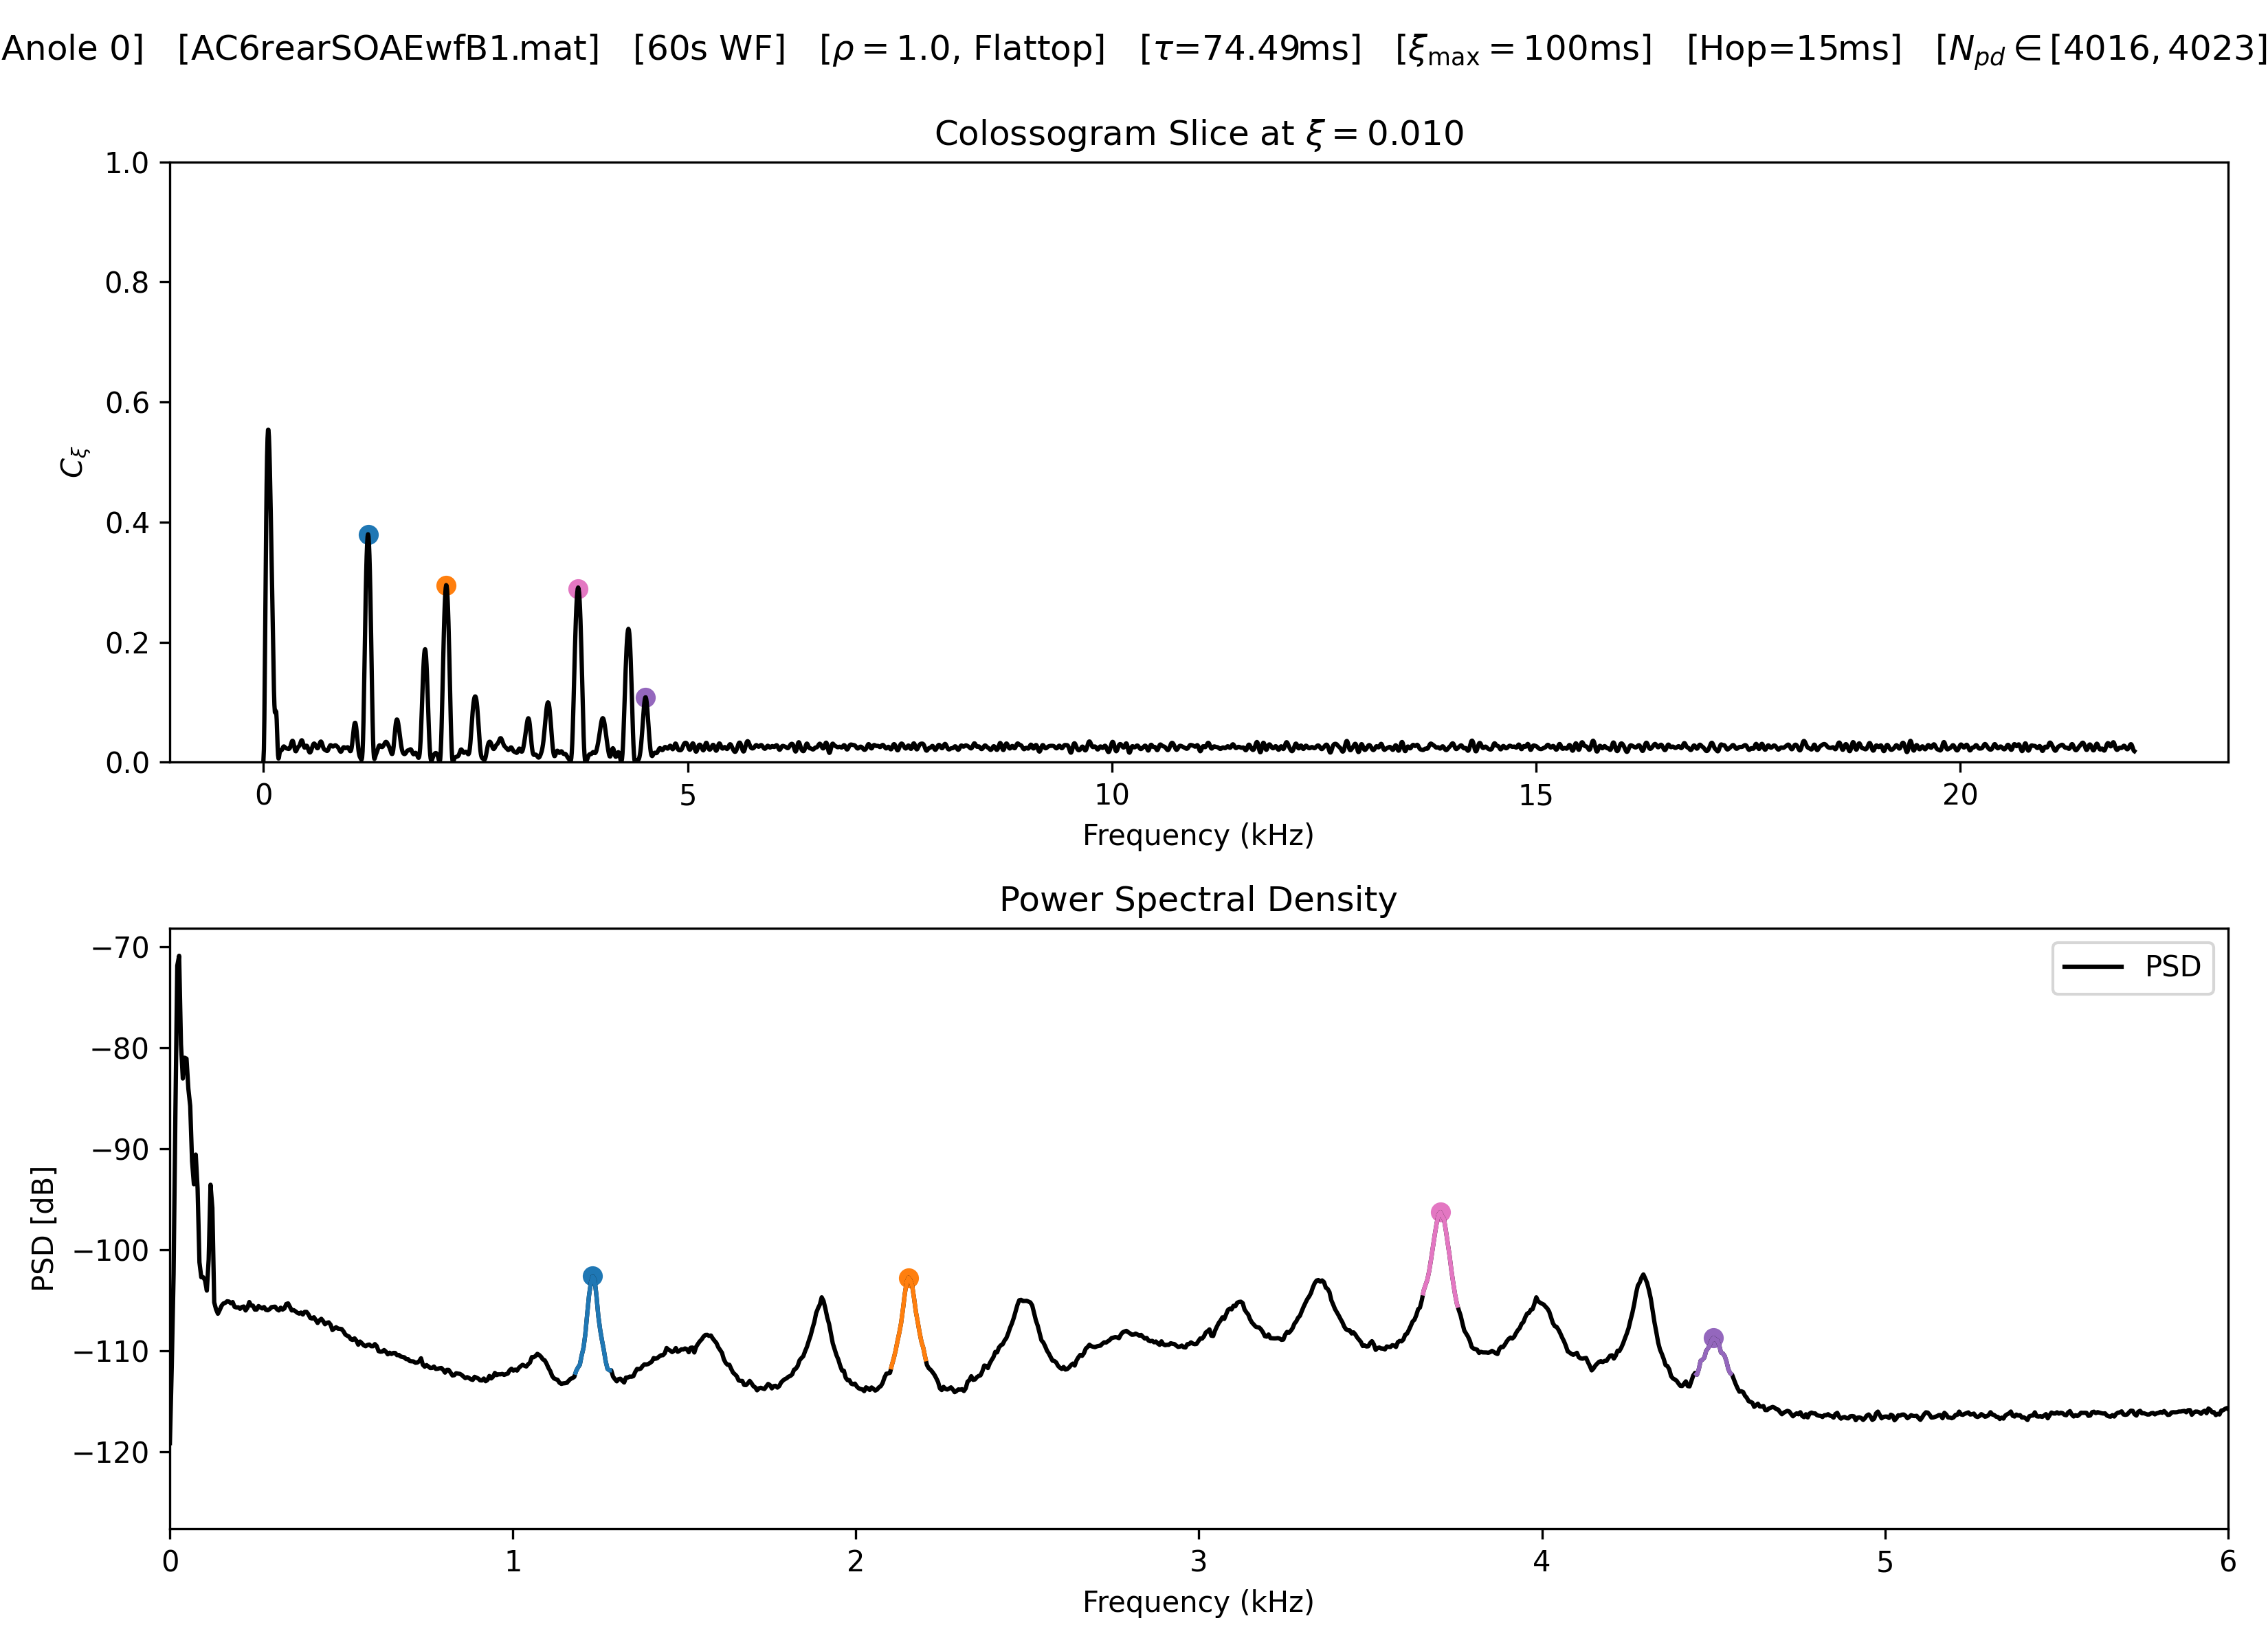 Anole 0]   [AC6rearSOAEwfB1.mat]   [60s WF]   [ρ = 1.0, Flattop]   [τ=74.49ms]   [ξmax = 100ms]   [Hop=15ms]   [Npd ∈ [4016, 4023]
Colossogram Slice at ξ = 0.010
1.0
0.8
0.6
0.4
0.2
0.0
Cξ
0 5 10 15 20
Frequency (kHz)
Power Spectral Density
PSD
−70
−80
−90
−100
−110
−120
PSD [dB]
0 1 2 3 4 5 6
Frequency (kHz)